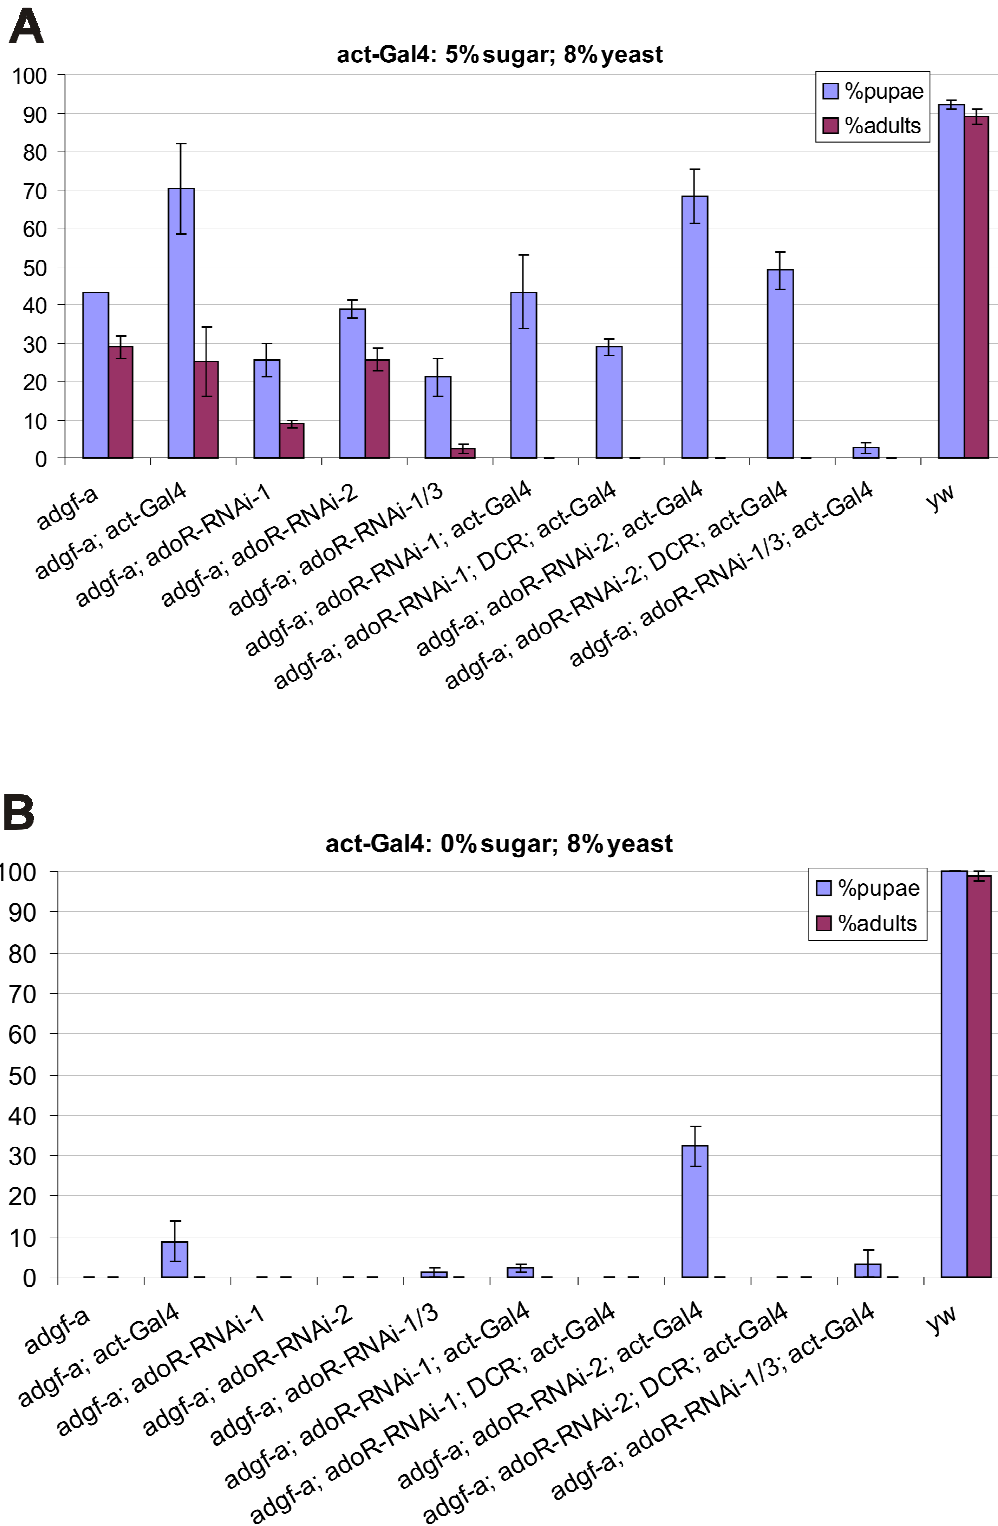 A
act-Gal4: 5% sugar; 8% yeast
100
90
80
70
60
50
40
30
20
10
0
%pupae
%adults
adgf-a
adgf-a; act-Gal4
adgf-a; adoR-RNAi-1
adgf-a; adoR-RNAi-2
adgf-a; adoR-RNAi-1/3
adgf-a; adoR-RNAi-1; act-Gal4
adgf-a; adoR-RNAi-1; DCR; act-Gal4
adgf-a; adoR-RNAi-2; act-Gal4
adgf-a; adoR-RNAi-2; DCR; act-Gal4
adgf-a; adoR-RNAi-1/3; act-Gal4
yw
B
act-Gal4: 0% sugar; 8% yeast
100
90
80
70
60
50
40
30
20
10
0
%pupae
%adults
adgf-a
adgf-a; act-Gal4
adgf-a; adoR-RNAi-1
adgf-a; adoR-RNAi-2
adgf-a; adoR-RNAi-1/3
adgf-a; adoR-RNAi-1; act-Gal4
adgf-a; adoR-RNAi-1; DCR; act-Gal4
adgf-a; adoR-RNAi-2; act-Gal4
adgf-a; adoR-RNAi-2; DCR; act-Gal4
adgf-a; adoR-RNAi-1/3; act-Gal4
yw